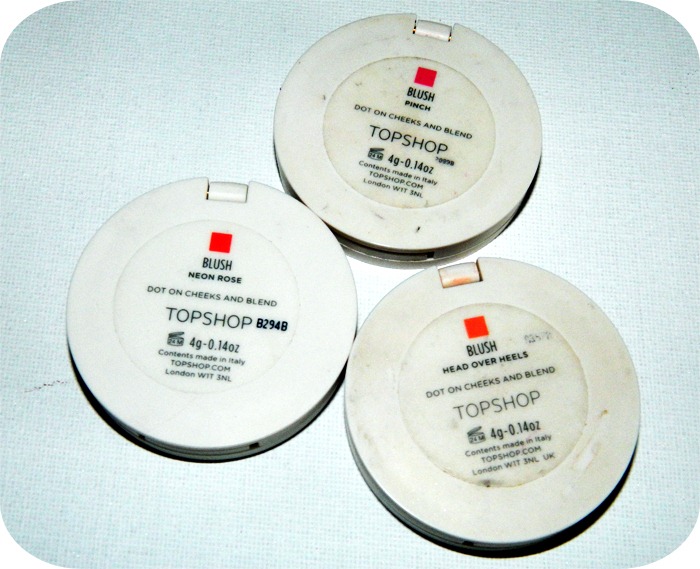 BLUSH
PINCH
DOT ON CHEEKS AND BLEND
TOPSHOP
24 M 4g-0.14oz
Contents made in Italy
TOPSHOP.COM
London W1T 3NL
BLUSH
NEON ROSE
DOT ON CHEEKS AND BLEND
TOPSHOP B294B
24 M 4g-0.14oz
Contents made in Italy
TOPSHOP.COM
London W1T 3NL
BLUSH
HEAD OVER HEELS
DOT ON CHEEKS AND BLEND
TOPSHOP
24 M 4g-0.14oz
Contents made in Italy
TOPSHOP.COM
London W1T 3NL UK